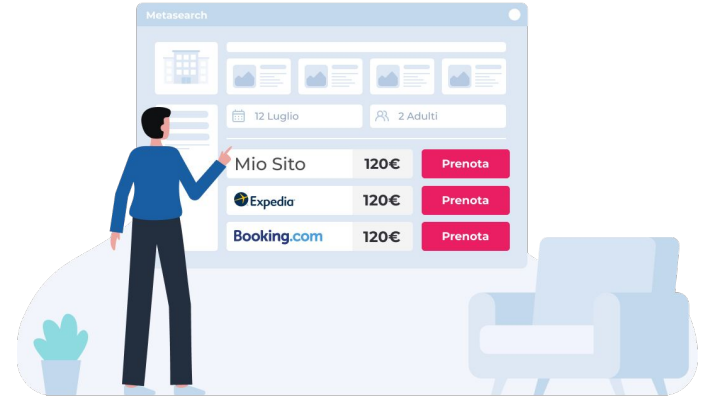 Metasearch
12 Luglio
2 Adulti
Mio Sito 120€ Prenota
Expedia 120€ Prenota
Booking.com 120€ Prenota